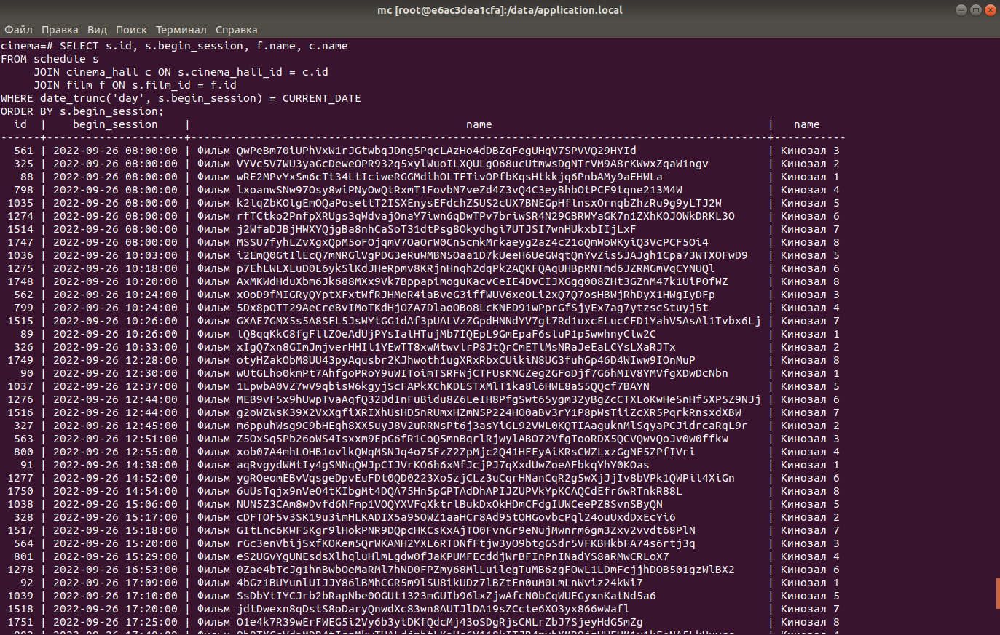 mc [root@e6ac3dea1cfa]:/data/application.local
Файл Правка Вид Поиск Терминал Справка
cinema=# SELECT s.id, s.begin_session, f.name, c.name
FROM schedule s
     JOIN cinema_hall c ON s.cinema_hall_id = c.id
     JOIN film f ON s.film_id = f.id
WHERE date_trunc('day', s.begin_session) = CURRENT_DATE
ORDER BY s.begin_session;
  id  |    begin_session    |                                          name                                          |   name
------+---------------------+----------------------------------------------------------------------------------------+-----------
  561 | 2022-09-26 08:00:00 | Фильм QwPeBm70iUPhVxW1rJGtwbqJDng5PqcLAzHo4dDBZqFegUHqV7SPVVQ29HYId | Кинозал 3
  325 | 2022-09-26 08:00:00 | Фильм VYVc5V7WU3yaGcDeweOPR932q5xylWuoILXQULgO68ucUtmwsDgNTrVM9A8rKWwxZqaW1ngv | Кинозал 2
   88 | 2022-09-26 08:00:00 | Фильм wRE2MPvYxSm6cTt34LtIciweRGGMdihOLTFTivOPfbKqsHtkkjq6PnbAMy9aEHWLa | Кинозал 1
  798 | 2022-09-26 08:00:00 | Фильм lxoanwSNw97Osy8wiPNyOwQtRxmT1FovbN7veZd4Z3vQ4C3eyBhbOtPCF9tqne213M4W | Кинозал 4
 1035 | 2022-09-26 08:00:00 | Фильм k2lqZbKOlgEmOQaPosettT2ISXEnysEFdchZ5US2cUX7BNEGpHflnsxOrnqbZhzRu9g9yLTJ2W | Кинозал 5
 1274 | 2022-09-26 08:00:00 | Фильм rfTCtko2PnfpXRUgs3qWdvajOnaY7iwn6qDwTPv7briwSR4N29GBRWYaGK7n1ZXhKOJOWkDRKL3O | Кинозал 6
 1514 | 2022-09-26 08:00:00 | Фильм j2WfaDJBjHWXYQjgBa8nhCaSoT31dtPsg8Okydhgi7UTJSI7wnHUkxbIIjLxF | Кинозал 7
 1747 | 2022-09-26 08:00:00 | Фильм MSSU7fyhLZvXgxQpM5oFOjqmV7OaOrW0Cn5cmkMrkaeyg2az4c21oQmWoWKyiQ3VcPCF5Oi4 | Кинозал 8
 1036 | 2022-09-26 10:03:00 | Фильм i2EmQ0GtIlEcQ7mNRGlVgPDG3eRuWMBN5Oaa1D7kUeeH6UeGWqtQnYvZis5JAJgh1Cpa73WTXOFwD9 | Кинозал 5
 1275 | 2022-09-26 10:18:00 | Фильм p7EhLWLXLuD0E6ykSlKdJHeRpmv8KRjnHnqh2dqPk2AQKFQAqUHBpRNTmd6JZRMGmVqCYNUQl | Кинозал 6
 1748 | 2022-09-26 10:20:00 | Фильм AxMKWdHduXbm6Jk688MXx9Vk7BppapimoguKacvCeIE4DvCIJXGgg008ZHt3GZnM47k1UiPOfWZ | Кинозал 8
  562 | 2022-09-26 10:24:00 | Фильм xOoD9fMIGRyQYptXFxtWfRJHMeR4iaBveG3iffWUV6xeOLi2xQ7Q7osHBWjRhDyX1HWgIyDFp | Кинозал 3
  799 | 2022-09-26 10:24:00 | Фильм 5Dx8pOTT29AeCreBvIMoTKdHjOZA7DlaoOBo8LcKNED91wPprGfSjyEx7ag7ytzscStuyj5t | Кинозал 4
 1515 | 2022-09-26 10:26:00 | Фильм GXAE7GMX5s5A8SEL5JsWYtGG1dAf3pUALVzZGpdHNNdYV7gt7Rd1uxcELucCFD1YahV5AsAl1Tvbx6Lj | Кинозал 7
   89 | 2022-09-26 10:26:00 | Фильм lQ8qqKkG8fgFllZOeAdUjPYsIalHTujMb7IQEpL9GmEpaF6sluP1p5wwhnyClw2C | Кинозал 1
  326 | 2022-09-26 10:33:00 | Фильм xIgQ7xn8GImJmjverHHIl1YEwTT8xwMtwvlrP8JtQrCmETlMsNRaJeEaLCYsLXaRJTx | Кинозал 2
 1749 | 2022-09-26 12:28:00 | Фильм otyHZakObM8UU43pyAqusbr2KJhwoth1ugXRxRbxCUikiN8UG3fuhGp46D4WIww9IOnMuP | Кинозал 8
   90 | 2022-09-26 12:30:00 | Фильм wUtGLho0kmPt7AhfgoPRoY9uWIToimTSRFWjCTFUsKNGZeg2GFoDjf7G6hMIV8YMVfgXDwDcNbn | Кинозал 1
 1037 | 2022-09-26 12:37:00 | Фильм 1LpwbA0VZ7wV9qbisW6kgyjScFAPkXChKDESTXMlT1ka8l6HWE8aS5QQcf7BAYN | Кинозал 5
 1276 | 2022-09-26 12:44:00 | Фильм MEB9vF5x9hUwpTvaAqfQ32DdInFuBidu8Z6LeIH8PfgSwt65ygm32yBgZcCTXLoKwHeSnHf5XP5Z9NJj | Кинозал 6
 1516 | 2022-09-26 12:44:00 | Фильм g2oWZWsK39X2VxXgfiXRIXhUsHD5nRUmxHZmN5P224HO0aBv3rY1P8pWsTiiZcXR5PqrkRnsxdXBW | Кинозал 7
  327 | 2022-09-26 12:45:00 | Фильм m6ppuhWsg9C9bHEqh8XX5uyJ8V2uRRNsPt6j3asYiGL92VWL0KQTIAaguknMlSqyaPCJidrcaRqL9r | Кинозал 2
  563 | 2022-09-26 12:51:00 | Фильм Z5OxSq5Pb26oWS4Isxxm9EpG6fR1CoQ5mnBqrlRjwylABO72VfgTooRDX5QCVQwvQoJv0w0ffkw | Кинозал 3
  800 | 2022-09-26 12:55:00 | Фильм xob07A4mhLOHB1ovlkQWqMSNJq4o75FzZ2ZpMjc2Q41HFEyAiKRsCWZLxzGgNE5ZPfIVri | Кинозал 4
   91 | 2022-09-26 14:38:00 | Фильм aqRvgydWMtIy4gSMNqQWJpCIJVrKO6h6xMfJcjPJ7qXxdUwZoeAFbkqYhY0KOas | Кинозал 1
 1277 | 2022-09-26 14:52:00 | Фильм ygROeomEBvVqsgeDpvEuFDt0QD0223Xo5zjCLz3uCqrHNanCqR2g5wXjJjIv8bVPk1QWPil4XiGn | Кинозал 6
 1750 | 2022-09-26 14:54:00 | Фильм 6uUsTqjx9nVeO4tKIbgMt4DQA75Hn5pGPTAdDhAPIJZUPVkYpKCAQCdEfr6wRTnkR88L | Кинозал 8
 1038 | 2022-09-26 15:06:00 | Фильм NUN5Z3CAm8wDvfd6NFmp1VOQYXVFqXktrlBukDxOkHDmCFdgIUWCeePZ8SvnSByQN | Кинозал 5
  328 | 2022-09-26 15:17:00 | Фильм cDFTOF5v3SK19u3imHLKADIX5a95OWZ1aaHCr8Ad95tOHGovbcPql24ouUxdDxEcYi6 | Кинозал 2
 1517 | 2022-09-26 15:18:00 | Фильм GItLnc6KWF5Kgr9lHokPNR9DQpcHKCsKxAjTO0FvnGr9eNujMwnrm6gm3Zxv2vvdt68PlN | Кинозал 7
  564 | 2022-09-26 15:20:00 | Фильм rGc3enVbijSxfKOKem5QrWKAMH2YXL6RTDNfFtjw3yO9btgGSdr5VFKBHkbFA74s6rtj3q | Кинозал 3
  801 | 2022-09-26 15:29:00 | Фильм eS2UGvYgUNEsdsXlhqluHlmLgdw0fJaKPUMFEcddjWrBFInPnINadYS8aRMwCRLoX7 | Кинозал 4
 1278 | 2022-09-26 16:53:00 | Фильм 0Zae4bTcJg1hnBwbOeMaRMl7hND0FPZmy68MlLuilegTuMB6zgFOwL1LDmFcjjhDOB501gzWlBX2 | Кинозал 6
   92 | 2022-09-26 17:09:00 | Фильм 4bGz1BUYunlUIJJY86lBMhCGR5m9lSU8ikUDz7lBZtEn0uM0LmLnWviz24kWi7 | Кинозал 1
 1039 | 2022-09-26 17:10:00 | Фильм SsDbYtIYCJrb2bRapNbe0OGUt1323mGUIb96lxZjwAfcN0bCqWUEGyxnKatNd5a6 | Кинозал 5
 1518 | 2022-09-26 17:20:00 | Фильм jdtDwexn8qDstS8oDaryQnwdXc83wn8AUTJlDA19sZCcte6XO3yx866wWafl | Кинозал 7
 1751 | 2022-09-26 17:25:00 | Фильм O1e4k7R39wErFWEG5i2Vy6b3ytDKfQdcMj43oSDgRjsCMLrZbJ7SjeyHdG5mZg | Кинозал 8